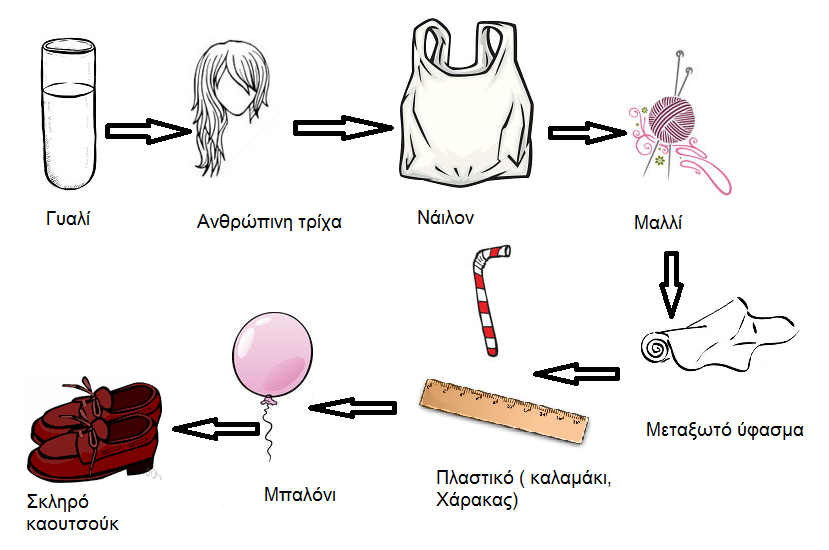 Γυαλί
Ανθρώπινη τρίχα
Νάιλον
Μαλλί
Μεταξωτό ύφασμα
Πλαστικό ( καλαμάκι,
Χάρακας)
Μπαλόνι
Σκληρό
καουτσούκ